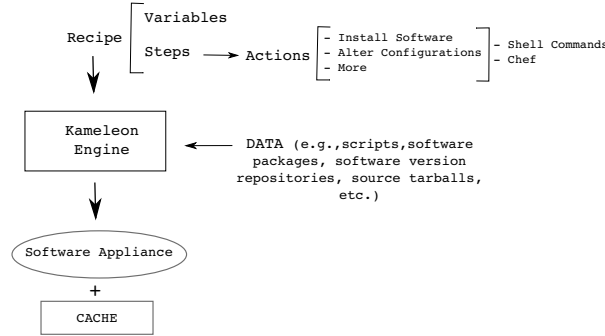 Variables
Recipe
Steps
Actions
- Install Software
- Alter Configurations
- More
- Shell Commands
- Chef
Kameleon
Engine
DATA (e.g.,scripts,software
packages, software version
repositories, source tarballs,
etc.)
Software Appliance
+
CACHE